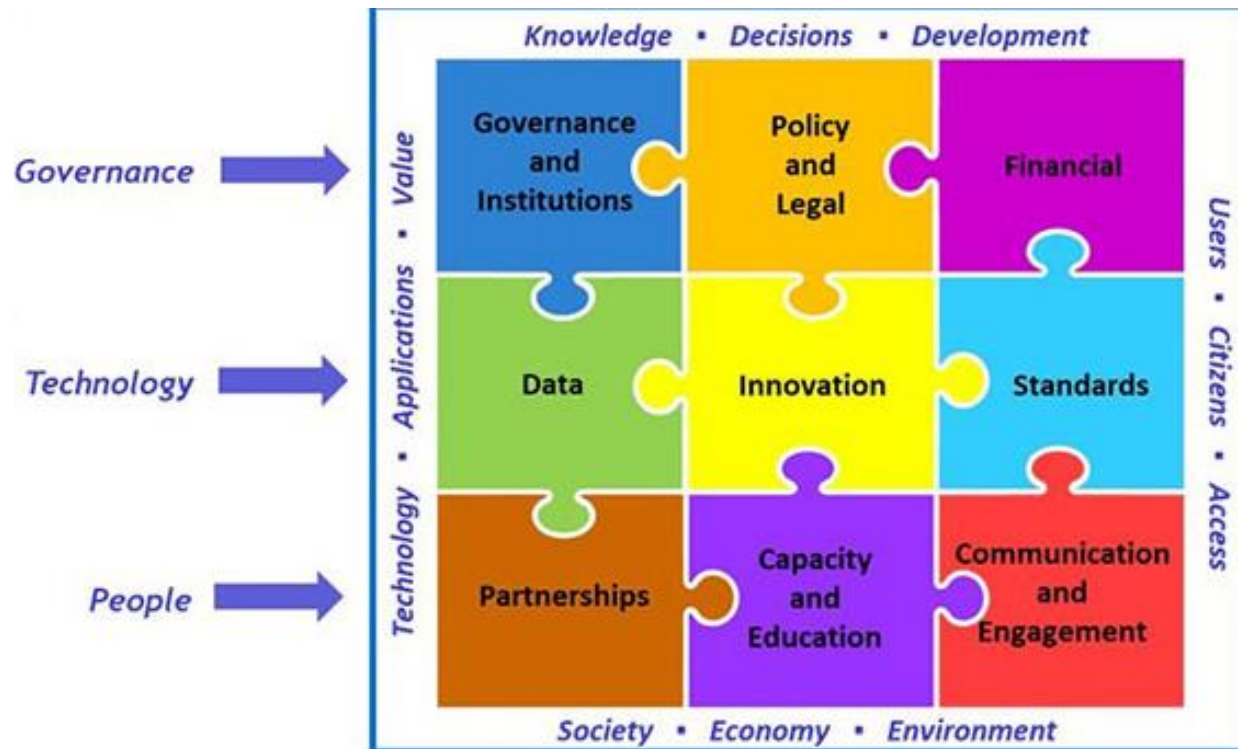 Knowledge ▪ Decisions ▪ Development
Governance
Technology ▪ Applications ▪ Value
Governance
and
Institutions
Policy
and
Legal
Financial
Users ▪ Citizens ▪ Access
Technology
Data
Innovation
Standards
People
Partnerships
Capacity
and
Education
Communication
and
Engagement
Society ▪ Economy ▪ Environment